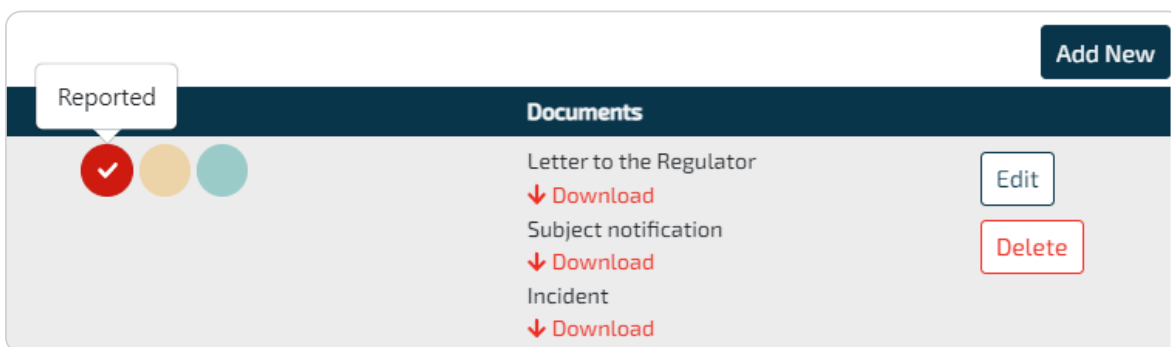 Add New
Reported
Documents
Letter to the Regulator
Download
Edit
Subject notification
Download
Delete
Incident
Download